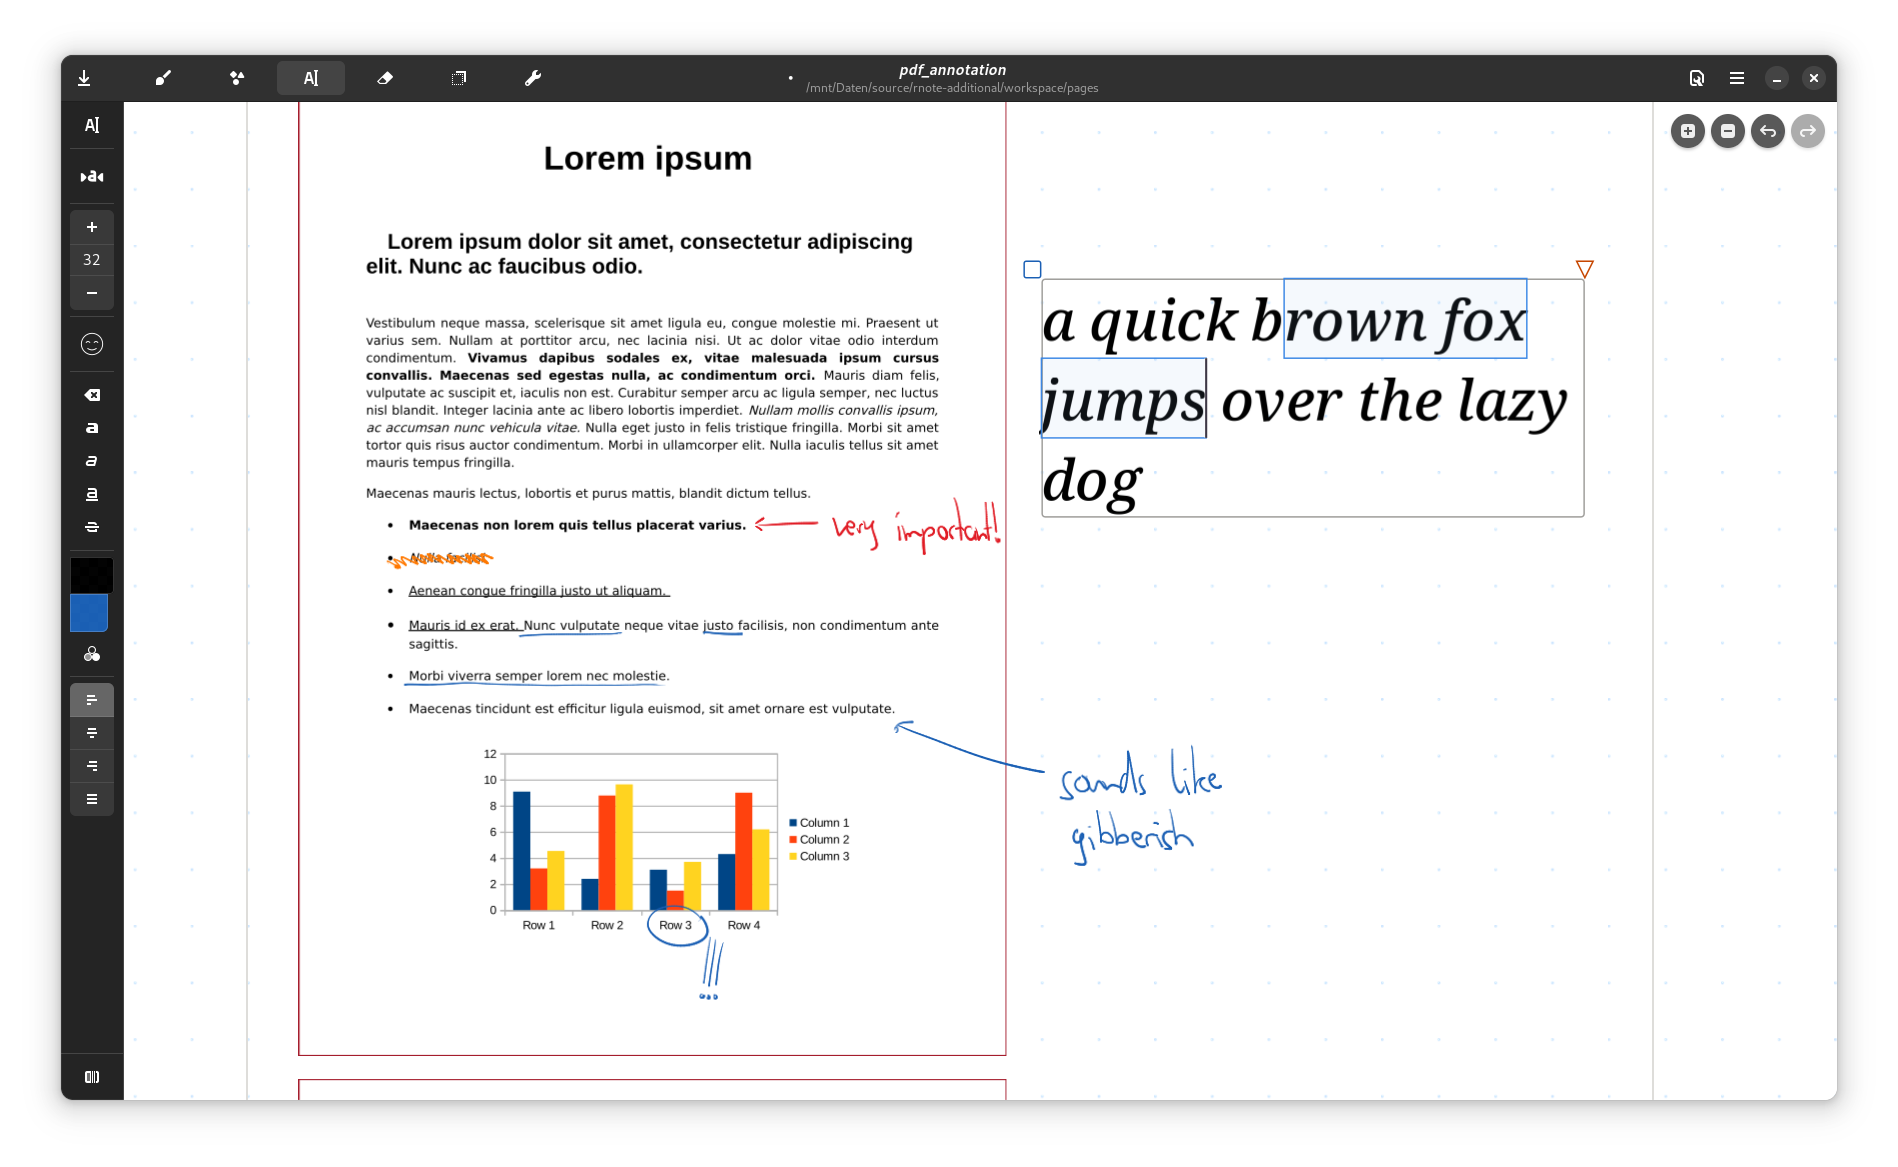 pdf_annotation
/mnt/Daten/source/rnote-additional/workspace/pages
32
Lorem ipsum
Lorem ipsum dolor sit amet, consectetur adipiscing
elit. Nunc ac faucibus odio.
Vestibulum neque massa, scelerisque sit amet ligula eu, congue molestie mi. Praesent ut
varius sem. Nullam at porttitor arcu, nec lacinia nisi. Ut ac dolor vitae odio interdum
condimentum. Vivamus dapibus sodales ex, vitae malesuada ipsum cursus
convallis. Maecenas sed egestas nulla, ac condimentum orci. Mauris diam felis,
vulputate ac suscipit et, iaculis non est. Curabitur semper arcu ac ligula semper, nec luctus
nisl blandit. Integer lacinia ante ac libero lobortis imperdiet. Nullam mollis convallis ipsum,
ac accumsan nunc vehicula vitae. Nulla eget justo in felis tristique fringilla. Morbi sit amet
tortor quis risus auctor condimentum. Morbi in ullamcorper elit. Nulla iaculis tellus sit amet
mauris tempus fringilla.
Maecenas mauris lectus, lobortis et purus mattis, blandit dictum tellus.
• Maecenas non lorem quis tellus placerat varius.
very important!
• Nulla facilisi.
• Aenean congue fringilla justo ut aliquam.
• Mauris id ex erat. Nunc vulputate neque vitae justo facilisis, non condimentum ante
sagittis.
• Morbi viverra semper lorem nec molestie.
• Maecenas tincidunt est efficitur ligula euismod, sit amet ornare est vulputate.
12
10
8
6
4
2
0
Row 1 Row 2 Row 3 Row 4
Column 1
Column 2
Column 3
!!!
a quick brown fox
jumps over the lazy
dog
sounds like
gibberish